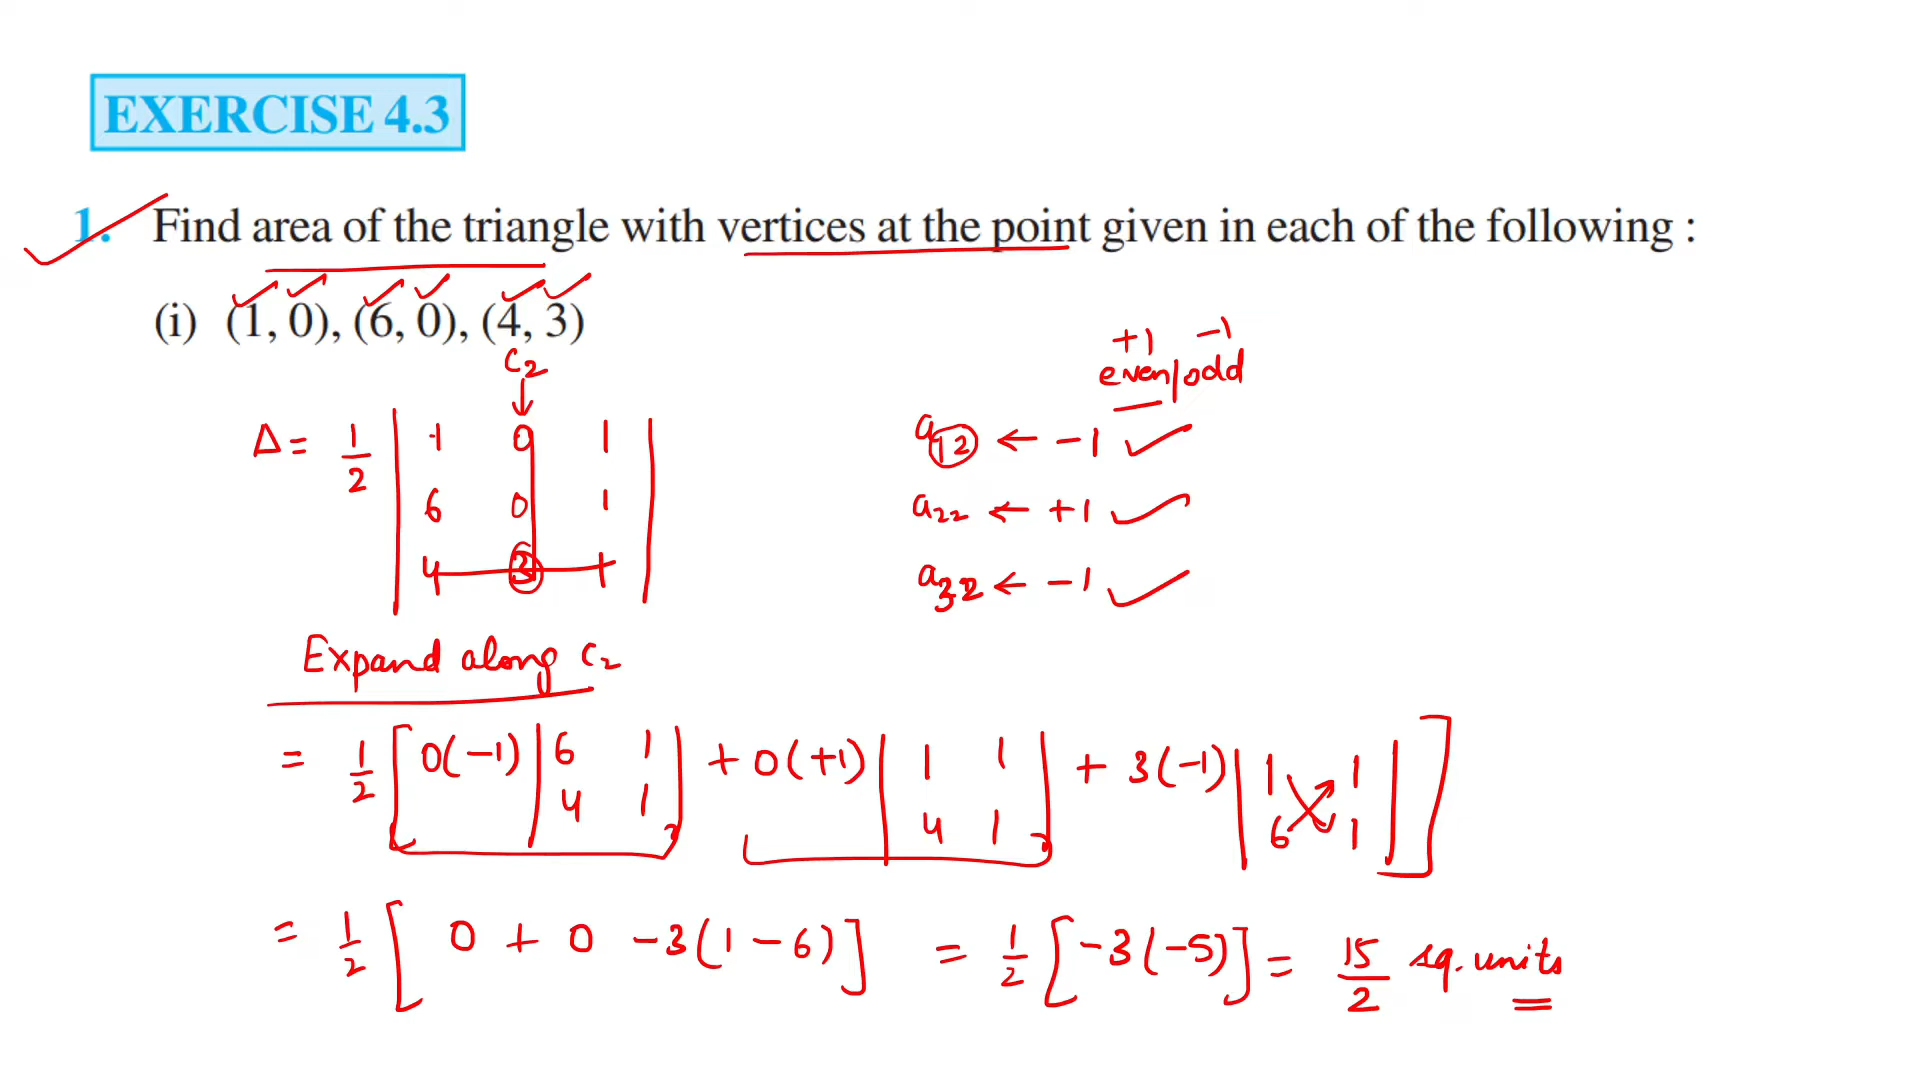 EXERCISE 4.3
1. Find area of the triangle with vertices at the point given in each of the following :
(i) (1, 0), (6, 0), (4, 3)
C2
+1 -1
even/odd
Δ = 1/2 | 1 0 1
6 0 1
4 3 1 |
a12 ← -1
a22 ← +1
a32 ← -1
Expand along C2
= 1/2 [ 0(-1) | 6 1 | + 0(+1) | 1 1 | + 3(-1) | 1 1 |
4 1 4 1 6 1 ]
= 1/2 [ 0 + 0 -3(1-6) ] = 1/2 [ -3(-5) ] = 15/2 sq. units